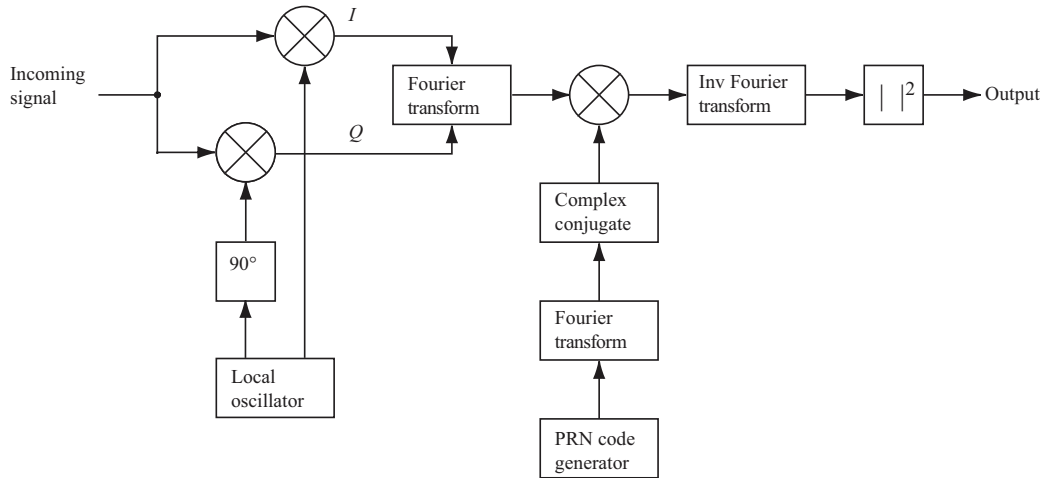 I
Incoming
signal
Fourier
transform
Inv Fourier
transform
| |²
Output
Q
Complex
conjugate
90°
Fourier
transform
Local
oscillator
PRN code
generator